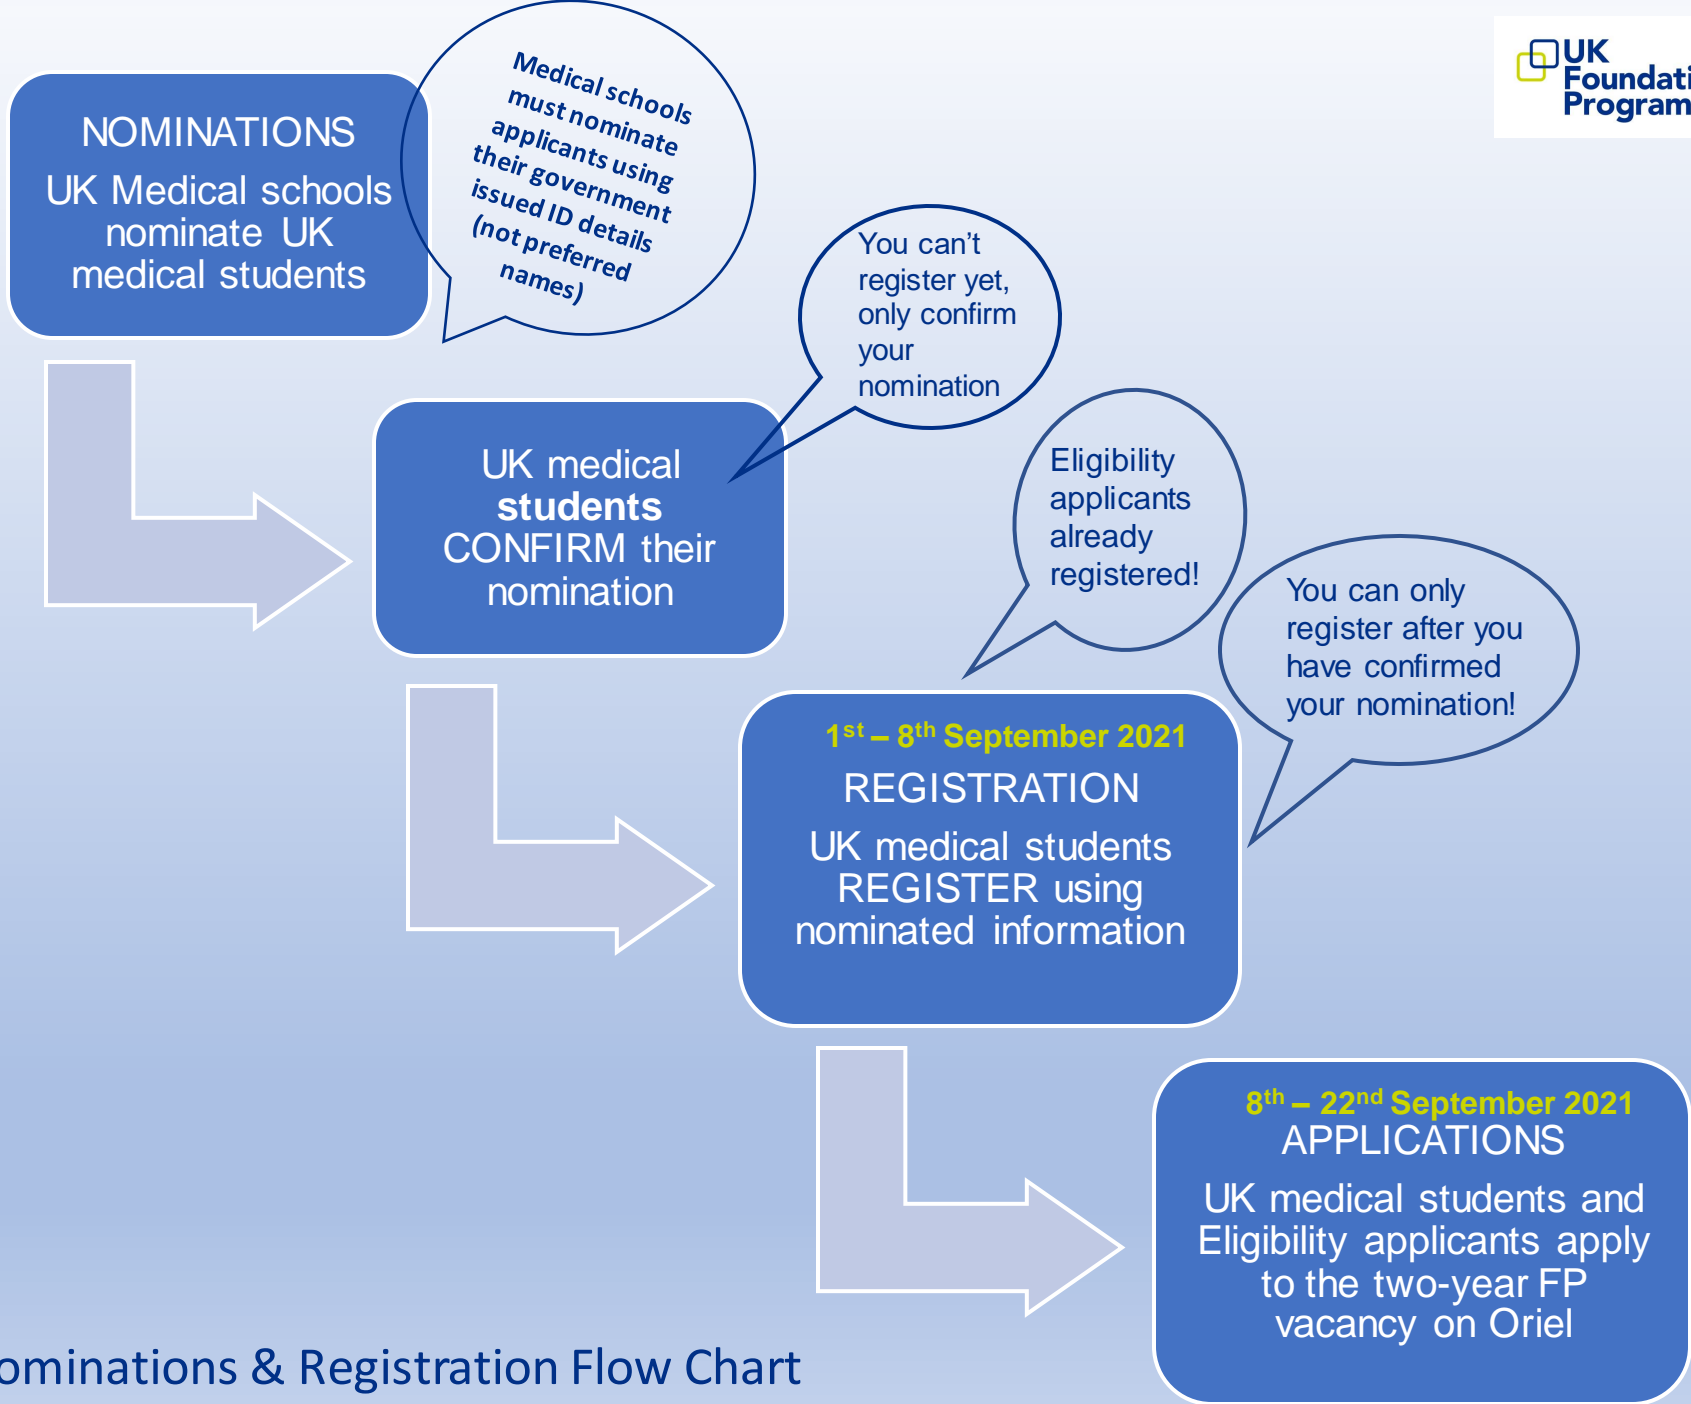 UK
Foundati
Program
NOMINATIONS
UK Medical schools
nominate UK
medical students
Medical schools
must nominate
applicants using
their government
issued ID details
(not preferred
names)
You can’t
register yet,
only confirm
your
nomination
UK medical
students
CONFIRM their
nomination
Eligibility
applicants
already
registered!
You can only
register after you
have confirmed
your nomination!
1st – 8th September 2021
REGISTRATION
UK medical students
REGISTER using
nominated information
8th – 22nd September 2021
APPLICATIONS
UK medical students and
Eligibility applicants apply
to the two-year FP
vacancy on Oriel
ominations & Registration Flow Chart